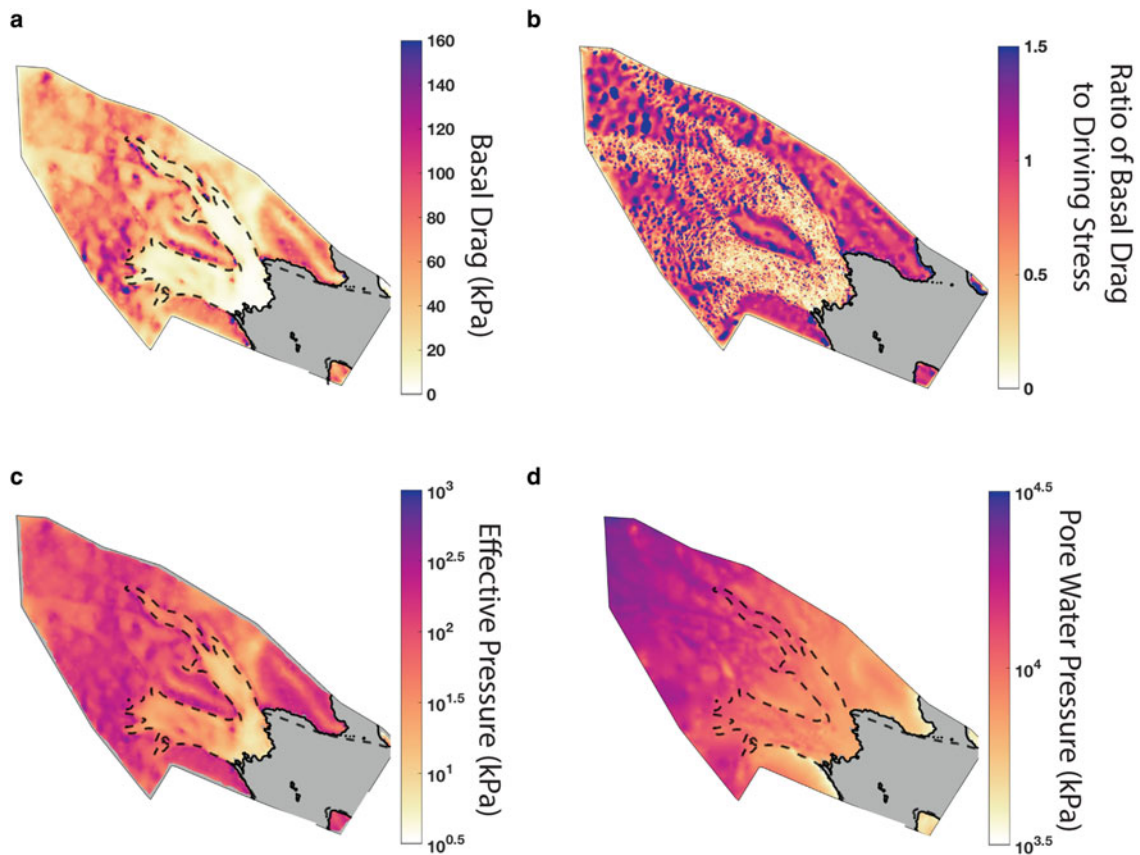 a
160
140
120
100
80
60
40
20
0
Basal Drag (kPa)
b
1.5
1
0.5
0
Ratio of Basal Drag
to Driving Stress
c
10^3
10^2.5
10^2
10^1.5
10^1
10^0.5
Effective Pressure (kPa)
d
10^4.5
10^4
10^3.5
Pore Water Pressure (kPa)